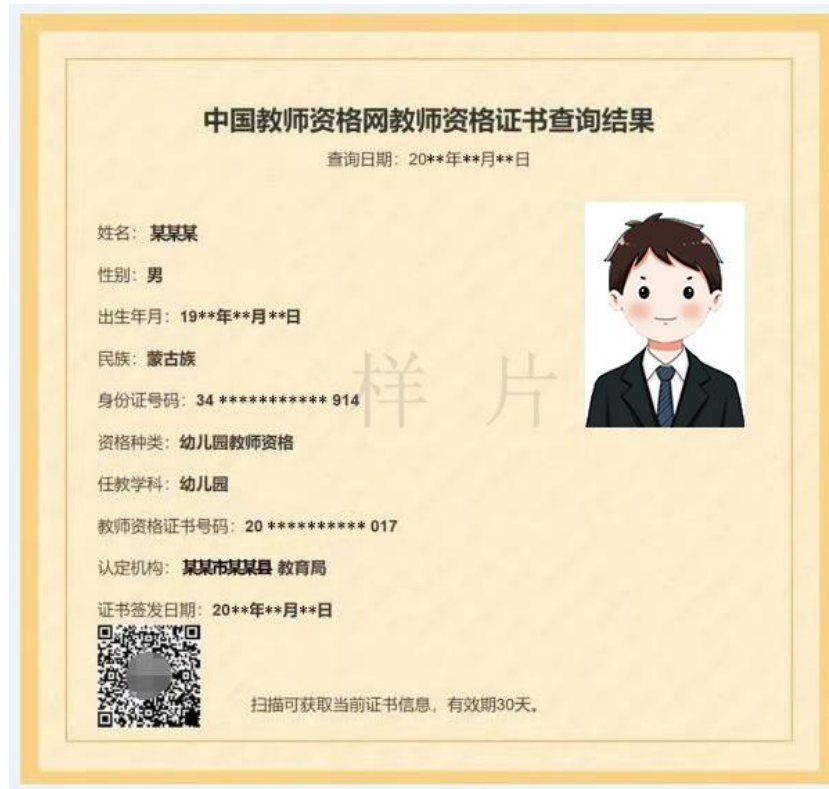 中国教师资格网教师资格证书查询结果
查询日期：20**年**月**日
姓名：某某某
性别：男
出生年月：19**年**月**日
民族：蒙古族
身份证号码：34 *********** 914
样 片
资格种类：幼儿园教师资格
任教学科：幼儿园
教师资格证书号码：20 ********** 017
认定机构：某某市某某县 教育局
证书签发日期：20**年**月**日
扫描可获取当前证书信息，有效期30天。